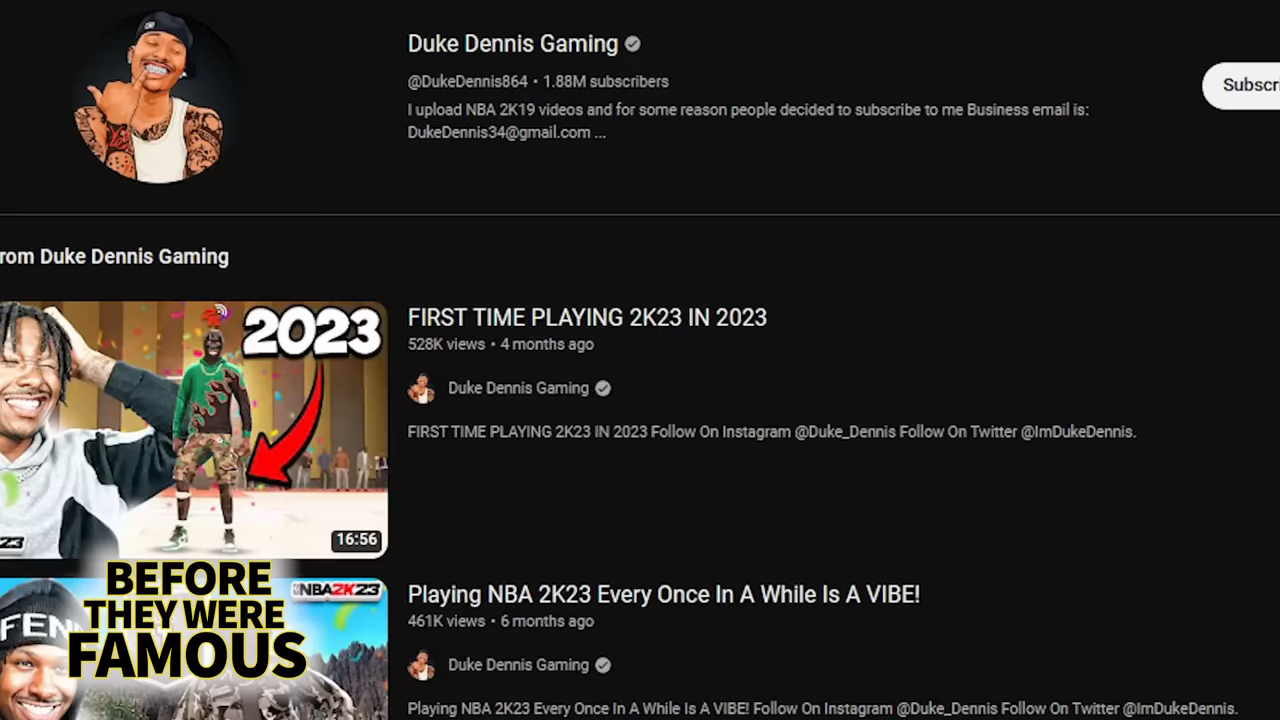 Duke Dennis Gaming
@DukeDennis864 • 1.88M subscribers
I upload NBA 2K19 videos and for some reason people decided to subscribe to me Business email is:
DukeDennis34@gmail.com ...
Subscri
rom Duke Dennis Gaming
2023
23
16:56
FIRST TIME PLAYING 2K23 IN 2023
528K views • 4 months ago
Duke Dennis Gaming
FIRST TIME PLAYING 2K23 IN 2023 Follow On Instagram @Duke_Dennis Follow On Twitter @ImDukeDennis.
NBA2K23
FEN
BEFORE
THEY WERE
FAMOUS
Playing NBA 2K23 Every Once In A While Is A VIBE!
461K views • 6 months ago
Duke Dennis Gaming
Playing NBA 2K23 Every Once In A While Is A VIBE! Follow On Instagram @Duke_Dennis Follow On Twitter @ImDukeDennis.